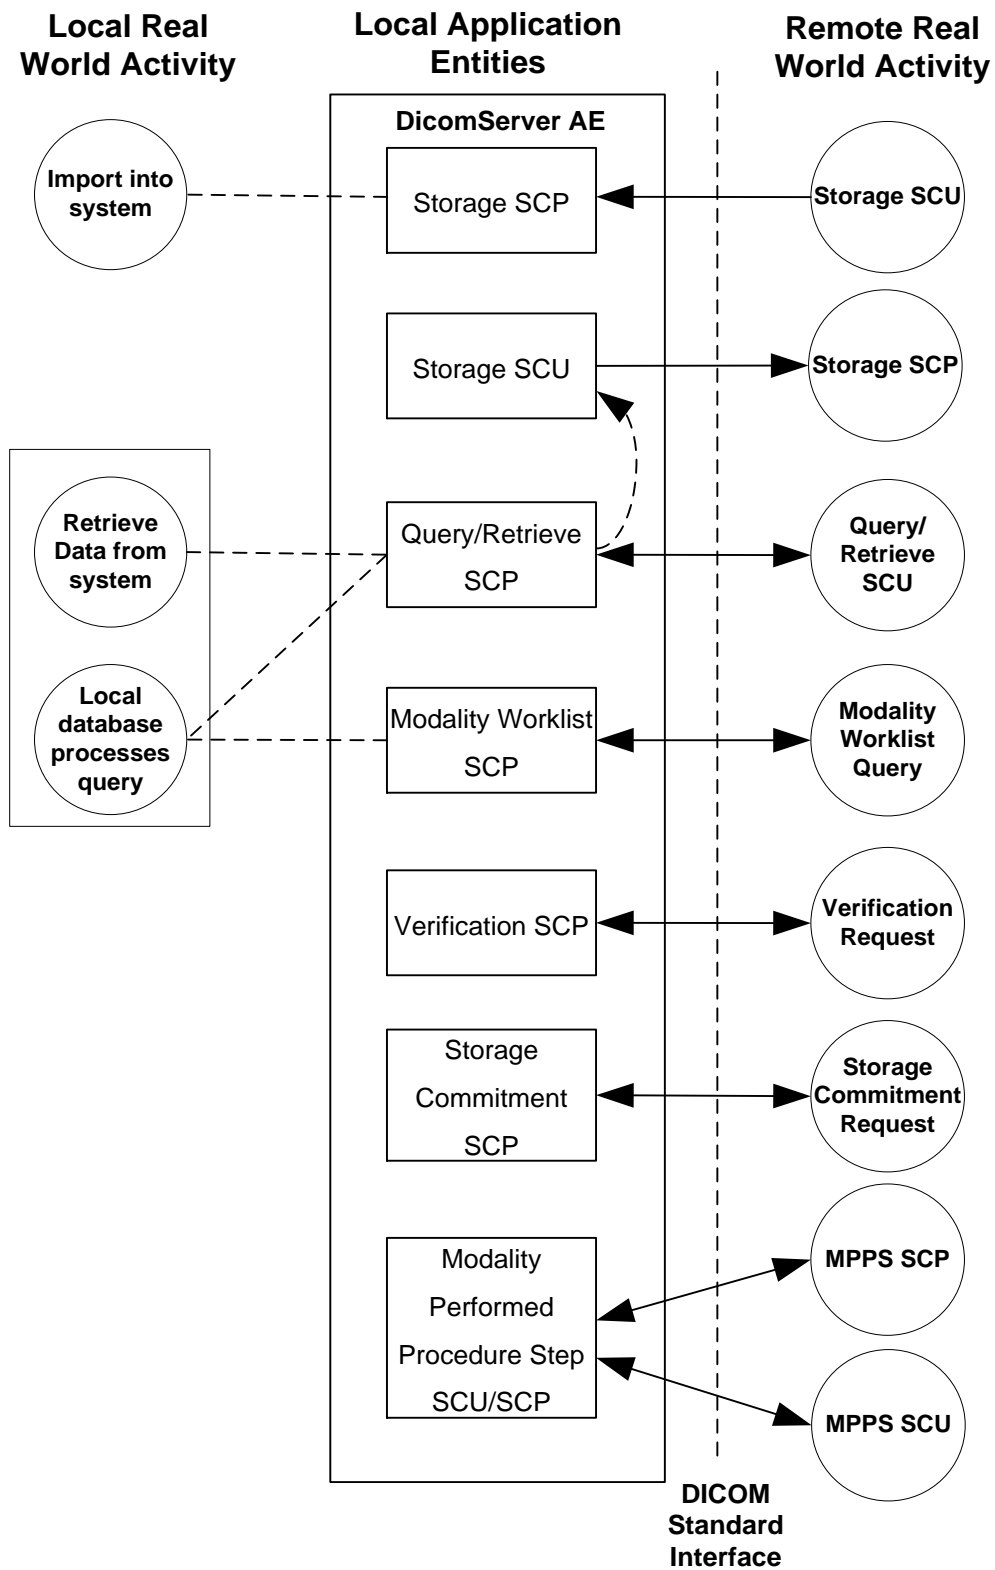 Local Real
World Activity
Local Application
Entities
Remote Real
World Activity
DicomServer AE
Import into
system
Storage SCP
Storage SCU
Storage SCU
Storage SCP
Retrieve
Data from
system
Query/Retrieve
SCP
Query/
Retrieve
SCU
Local
database
processes
query
Modality Worklist
SCP
Modality
Worklist
Query
Verification SCP
Verification
Request
Storage
Commitment
SCP
Storage
Commitment
Request
Modality
Performed
Procedure Step
SCU/SCP
MPPS SCP
MPPS SCU
DICOM
Standard
Interface